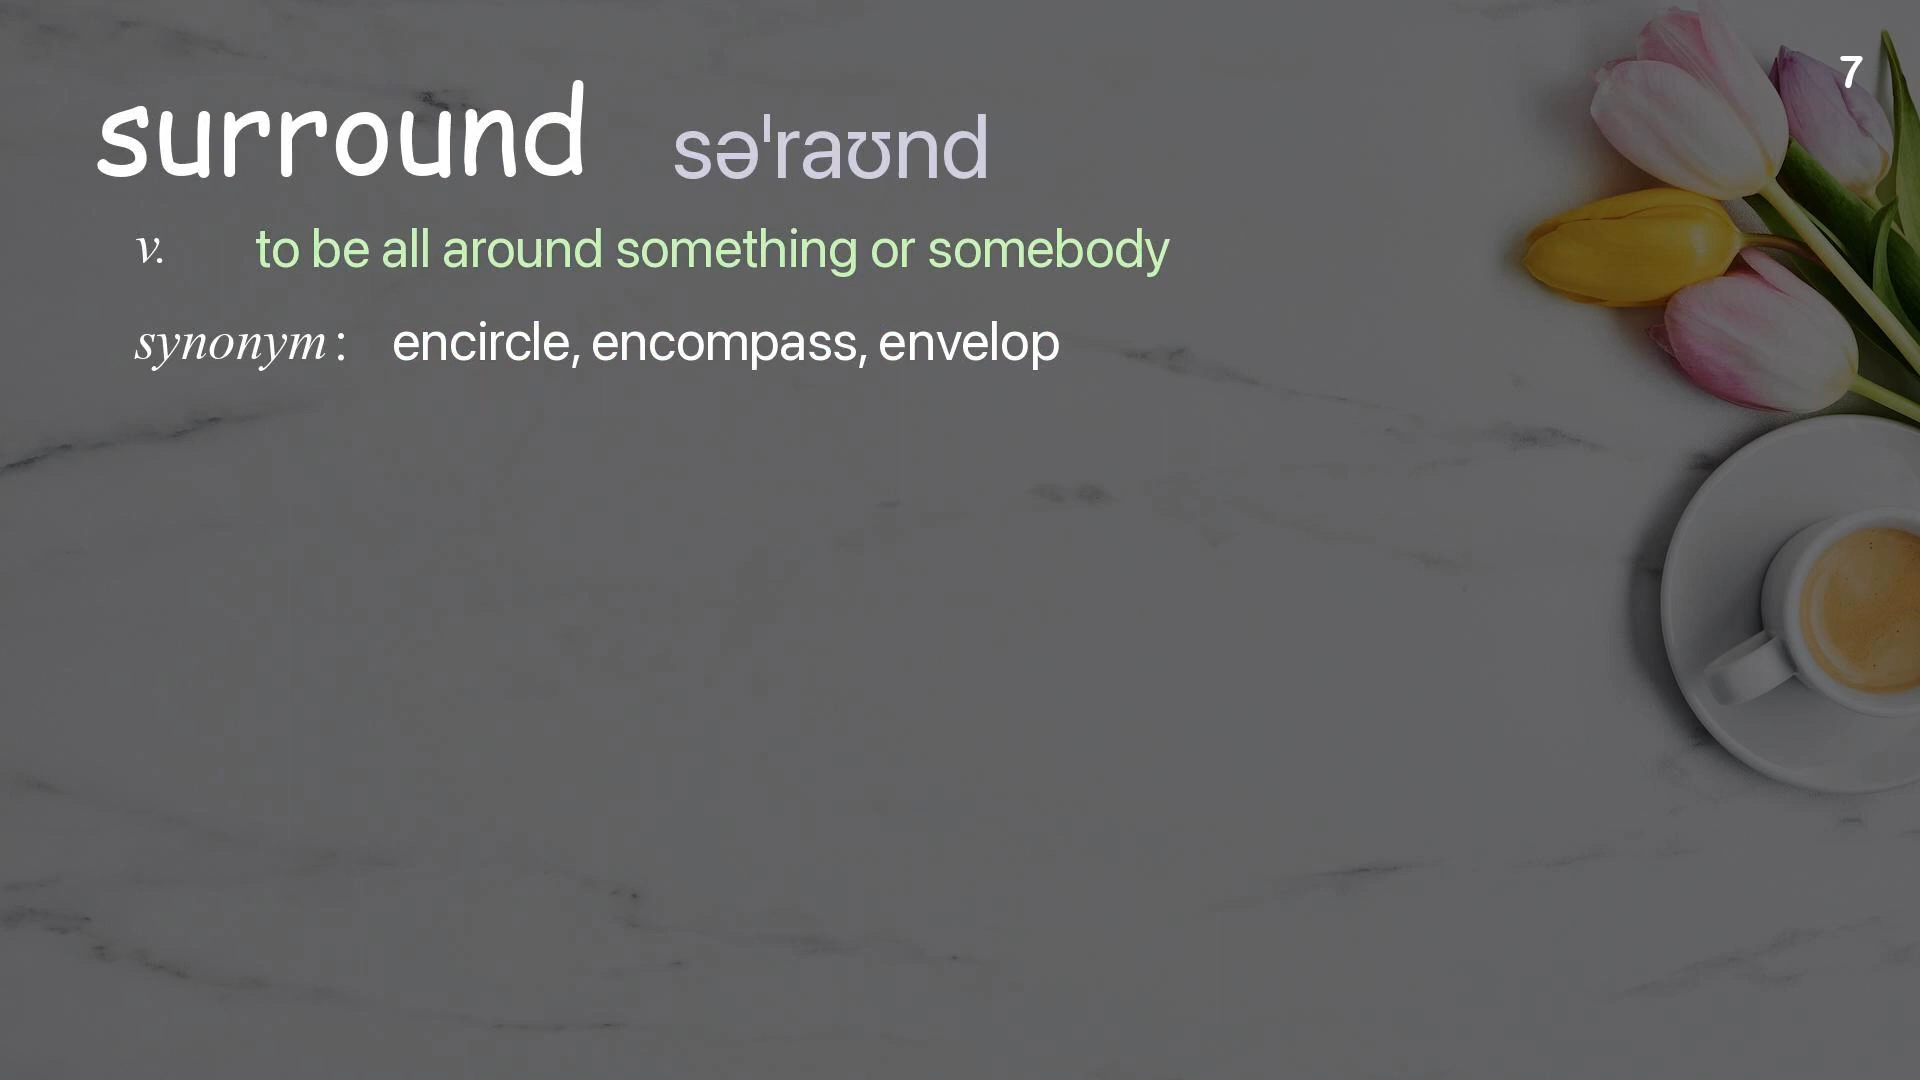 7
surround səˈraʊnd
v. to be all around something or somebody
synonym : encircle, encompass, envelop